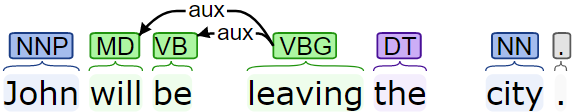 aux
aux
NNP MD VB VBG DT NN .
John will be leaving the city .